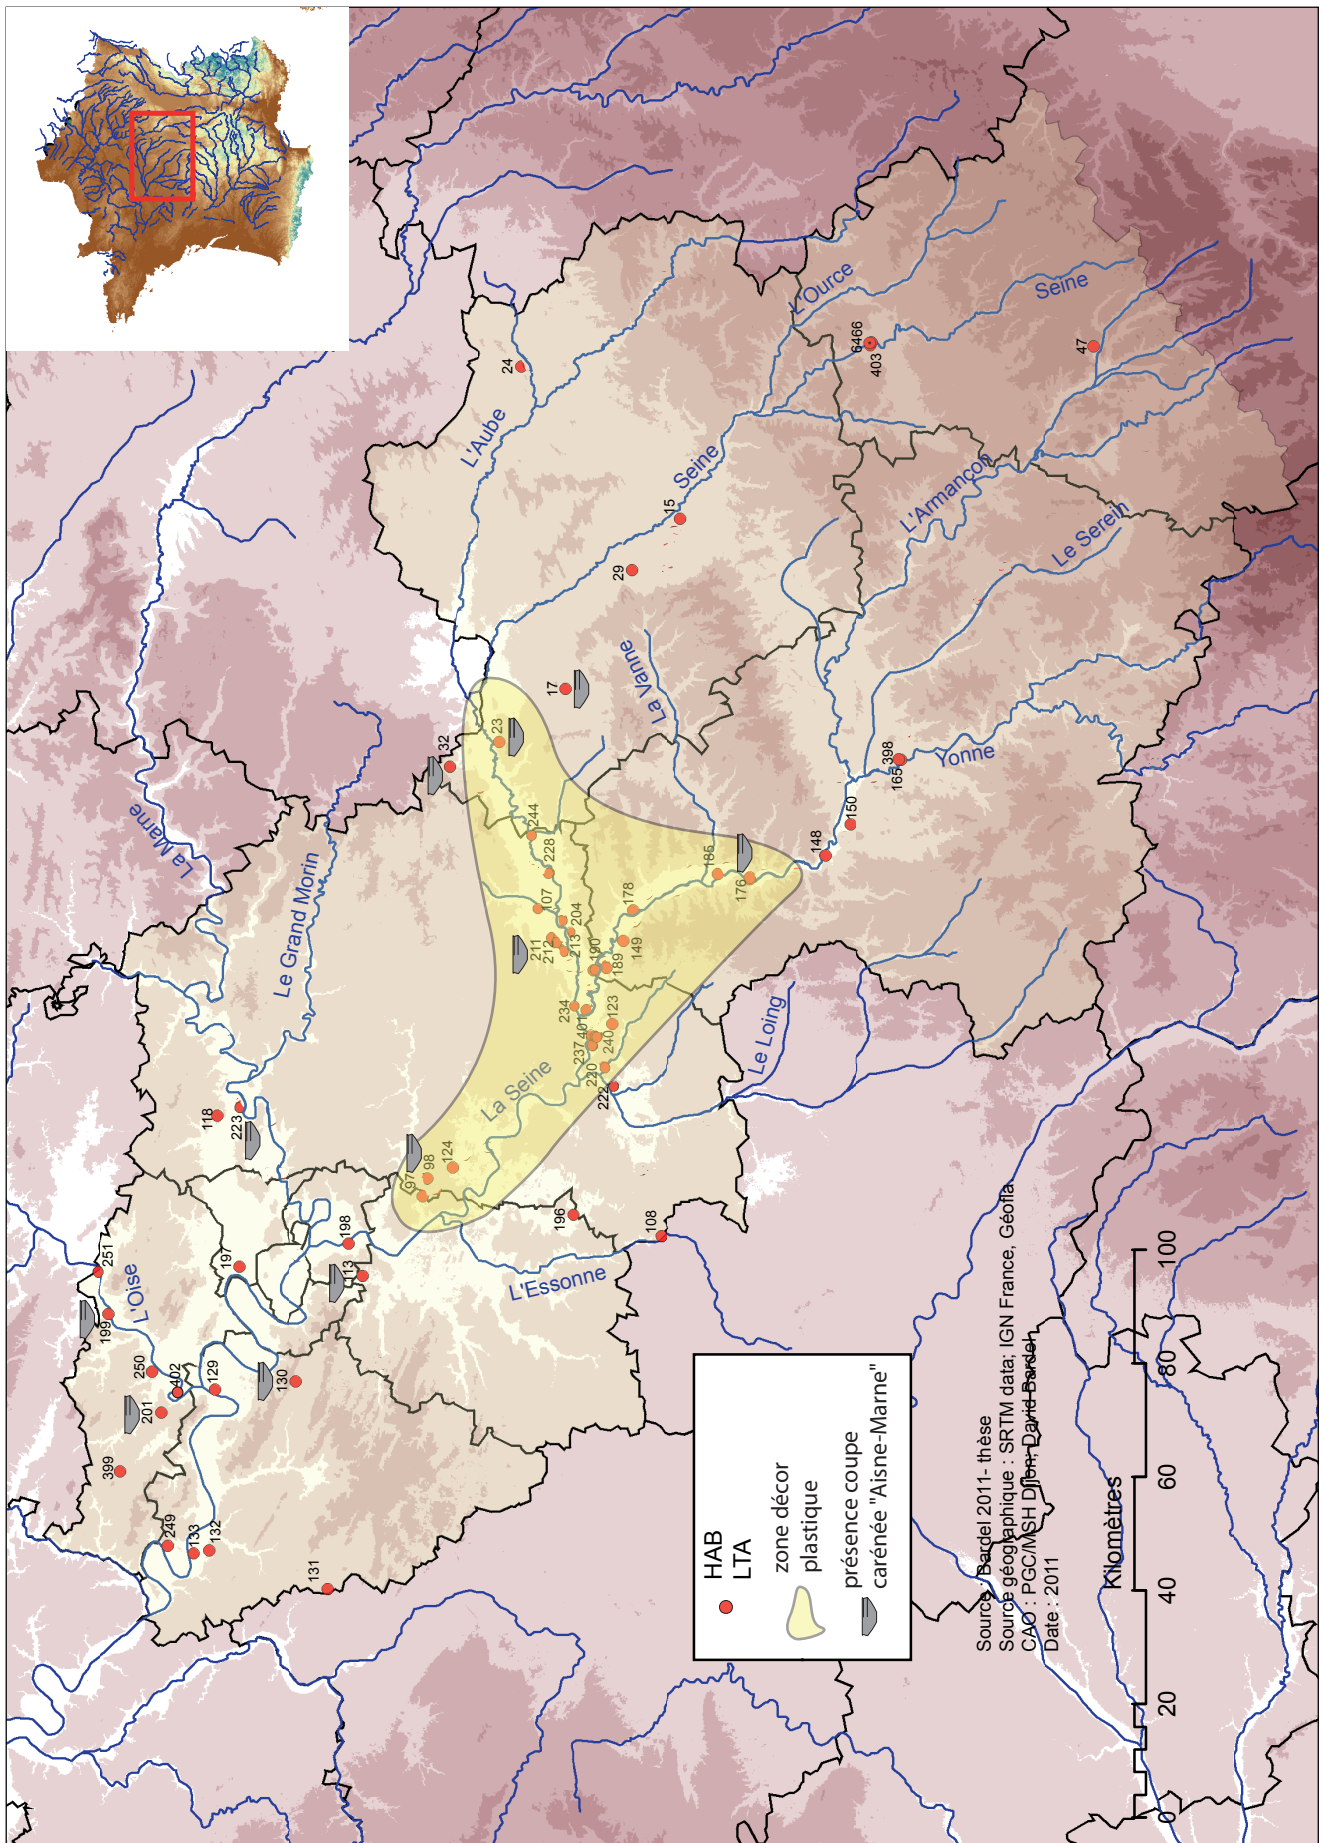 La Marne
Le Grand Morin
L'Oise
L'Aube
Seine
L'Ource
Seine
L'Armançon
Le Serein
Yonne
La Vanne
Le Loing
La Seine
L'Essonne
24
15
29
17
23
32
6466
403
47
244
228
107
204
211
212
213
190
189
149
178
185
176
148
150
165
398
234
401
237
240
123
220
222
118
223
97
98
124
196
108
198
113
197
251
199
250
402
201
129
130
399
249
133
132
131
HAB
LTA
zone décor
plastique
présence coupe
carénée "Aisne-Marne"
Source : Bardel 2011- thèse
Source géographique : SRTM data; IGN France, Géofla
CAO : PGC/MSH Dijon; David Bardel
Date : 2011
Kilomètres
0 20 40 60 80 100